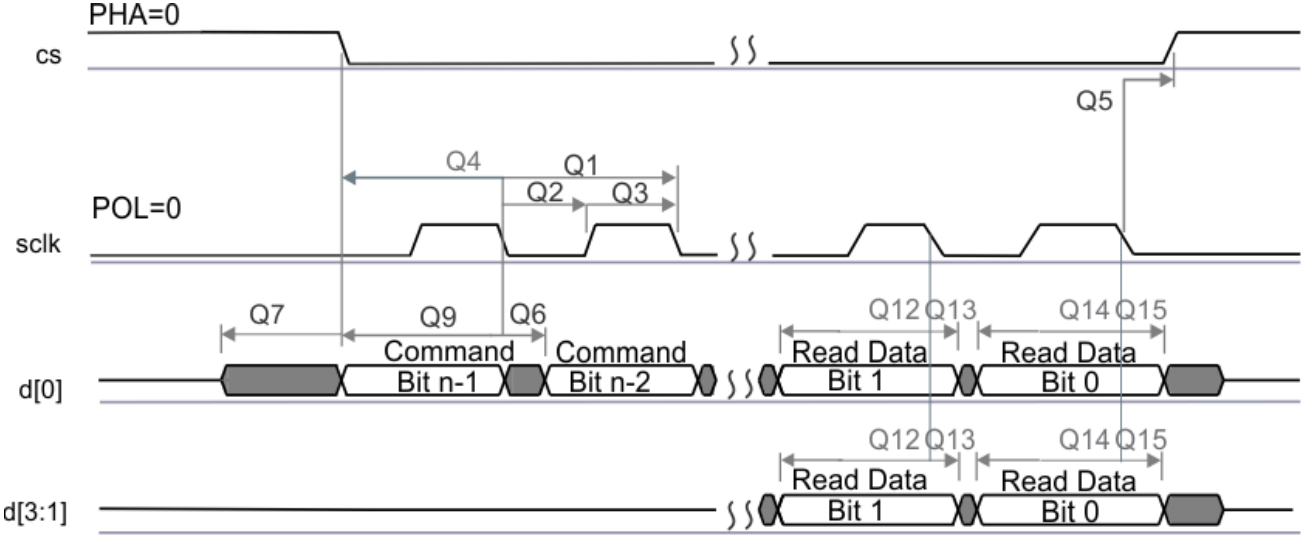 PHA=0
cs
Q5
Q4 Q1
Q2 Q3
POL=0
sclk
Q7 Q9 Q6 Q12 Q13 Q14 Q15
Command Command Read Data Read Data
d[0] Bit n-1 Bit n-2 Bit 1 Bit 0
Q12 Q13 Q14 Q15
Read Data Read Data
d[3:1] Bit 1 Bit 0